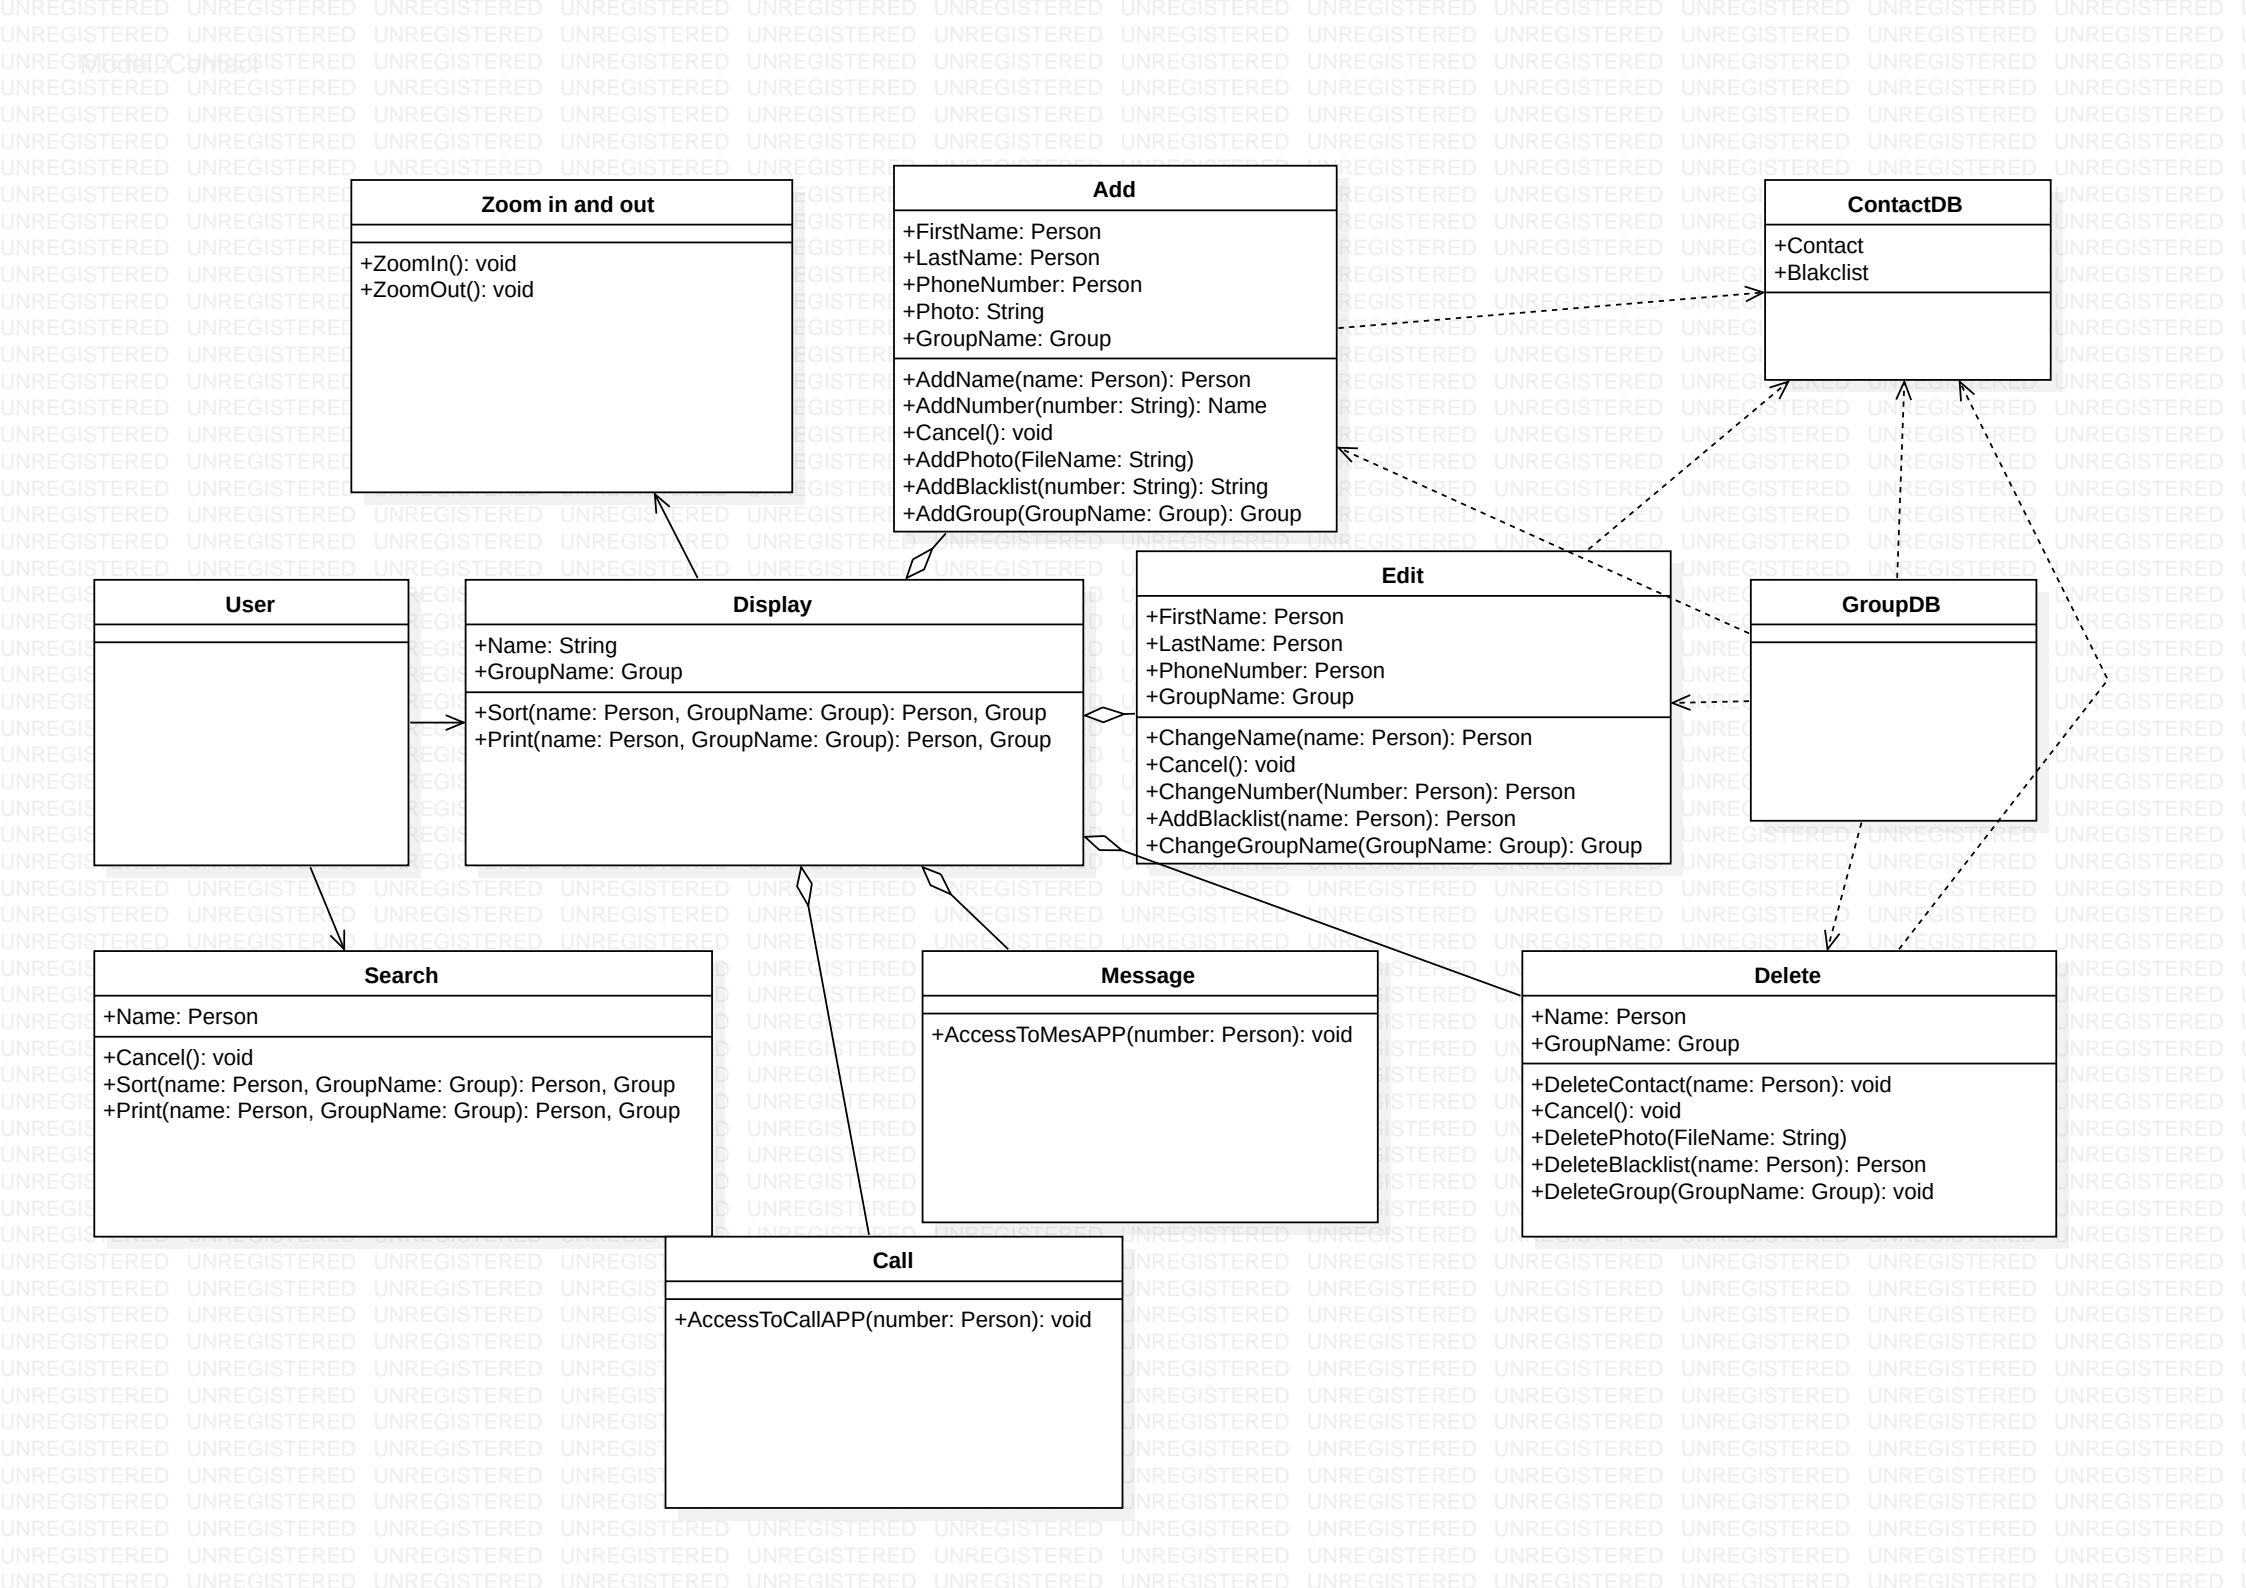 Model::Contact
Zoom in and out
+ZoomIn(): void
+ZoomOut(): void
Add
+FirstName: Person
+LastName: Person
+PhoneNumber: Person
+Photo: String
+GroupName: Group
+AddName(name: Person): Person
+AddNumber(number: String): Name
+Cancel(): void
+AddPhoto(FileName: String)
+AddBlacklist(number: String): String
+AddGroup(GroupName: Group): Group
ContactDB
+Contact
+Blakclist
User
Display
+Name: String
+GroupName: Group
+Sort(name: Person, GroupName: Group): Person, Group
+Print(name: Person, GroupName: Group): Person, Group
Edit
+FirstName: Person
+LastName: Person
+PhoneNumber: Person
+GroupName: Group
+ChangeName(name: Person): Person
+Cancel(): void
+ChangeNumber(Number: Person): Person
+AddBlacklist(name: Person): Person
+ChangeGroupName(GroupName: Group): Group
GroupDB
Search
+Name: Person
+Cancel(): void
+Sort(name: Person, GroupName: Group): Person, Group
+Print(name: Person, GroupName: Group): Person, Group
Message
+AccessToMesAPP(number: Person): void
Delete
+Name: Person
+GroupName: Group
+DeleteContact(name: Person): void
+Cancel(): void
+DeletePhoto(FileName: String)
+DeleteBlacklist(name: Person): Person
+DeleteGroup(GroupName: Group): void
Call
+AccessToCallAPP(number: Person): void
UNREGISTERED